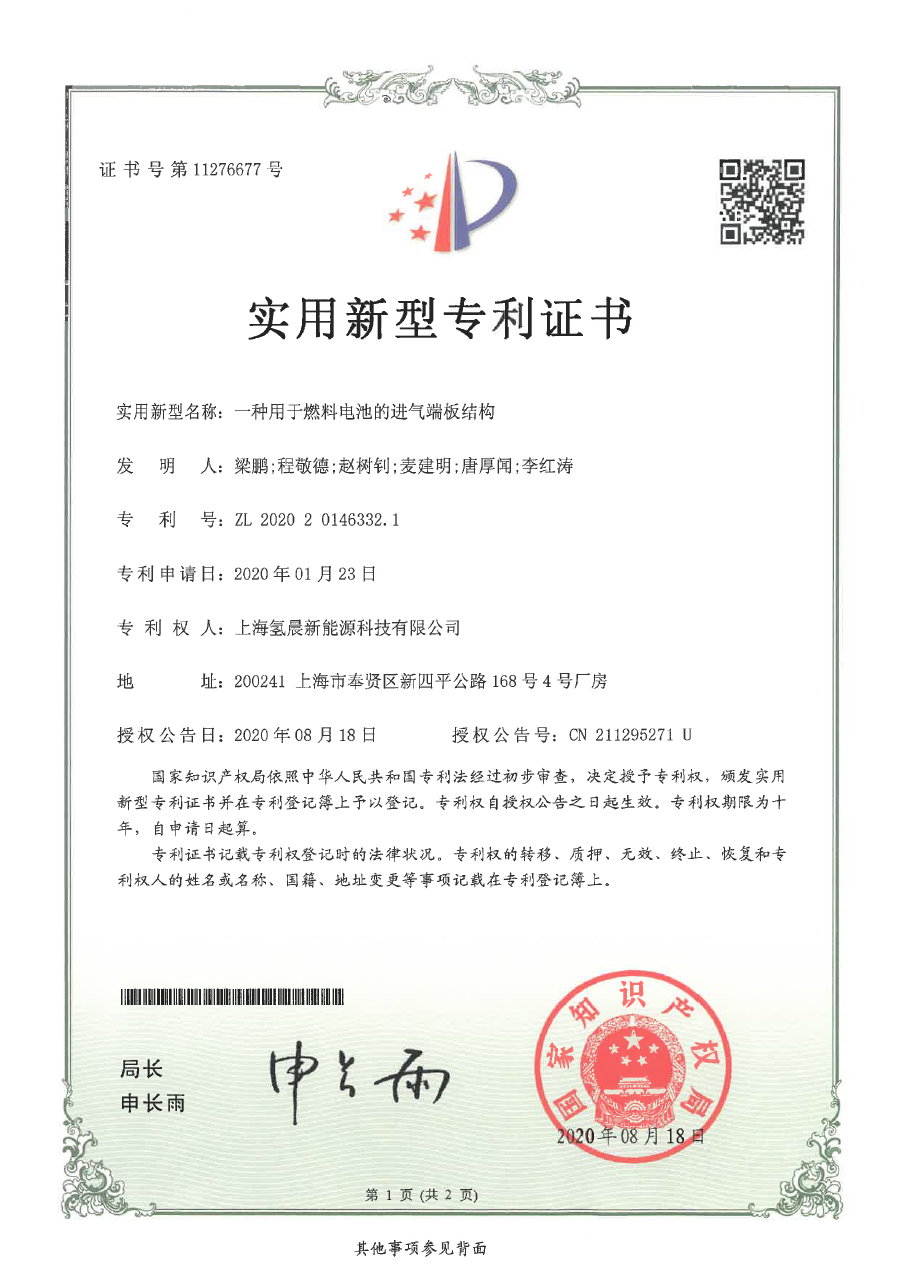 证书号第11276677号
实用新型专利证书
实用新型名称：一种用于燃料电池的进气端板结构
发明人：梁鹏;程敬德;赵树钊;麦建明;唐厚闻;李红涛
专利号：ZL 2020 2 0146332.1
专利申请日：2020年01月23日
专利权人：上海氢晨新能源科技有限公司
地址：200241 上海市奉贤区新四平公路168号4号厂房
授权公告日：2020年08月18日 授权公告号：CN 211295271 U
国家知识产权局依照中华人民共和国专利法经过初步审查，决定授予专利权，颁发实用
新型专利证书并在专利登记簿上予以登记。专利权自授权公告之日起生效。专利权期限为十
年，自申请日起算。
专利证书记载专利权登记时的法律状况。专利权的转移、质押、无效、终止、恢复和专
利权人的姓名或名称、国籍、地址变更等事项记载在专利登记簿上。
局长
申长雨
申长雨
国家知识产权局
2020年08月18日
第 1 页 (共 2 页)
其他事项参见背面